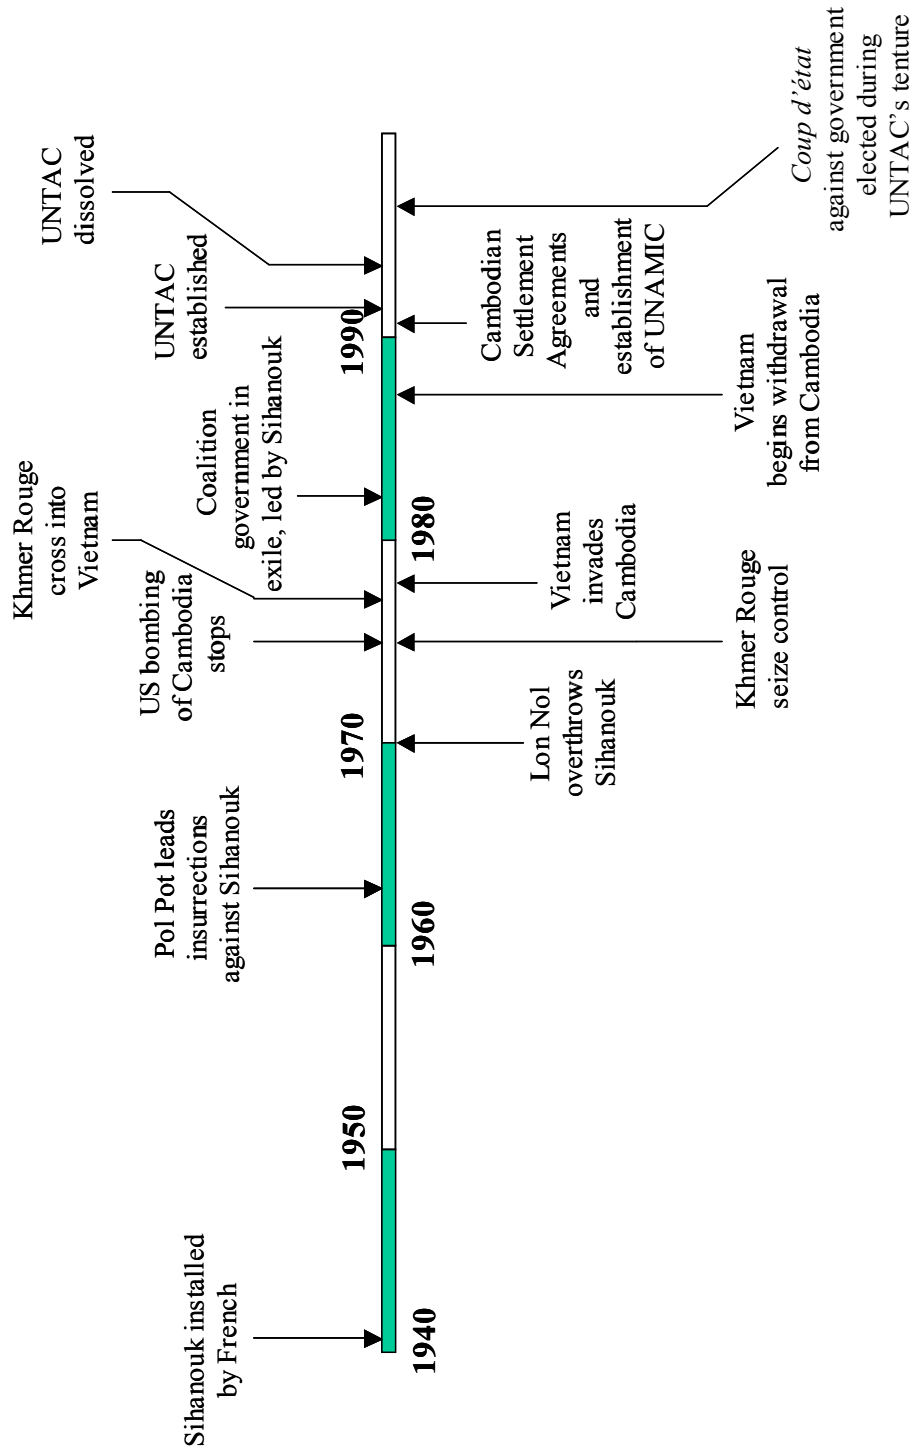 Sihanouk installed
by French
1940
1950
Pol Pot leads
insurrections
against Sihanouk
1960
1970
Lon Nol
overthrows
Sihanouk
US bombing
of Cambodia
stops
Khmer Rouge
seize control
Khmer Rouge
cross into
Vietnam
Vietnam
invades
Cambodia
1980
Coalition
government in
exile, led by Sihanouk
Vietnam
begins withdrawal
from Cambodia
1990
Cambodian
Settlement
Agreements
and
establishment
of UNAMIC
UNTAC
established
UNTAC
dissolved
Coup d'état
against government
elected during
UNTAC's tenture